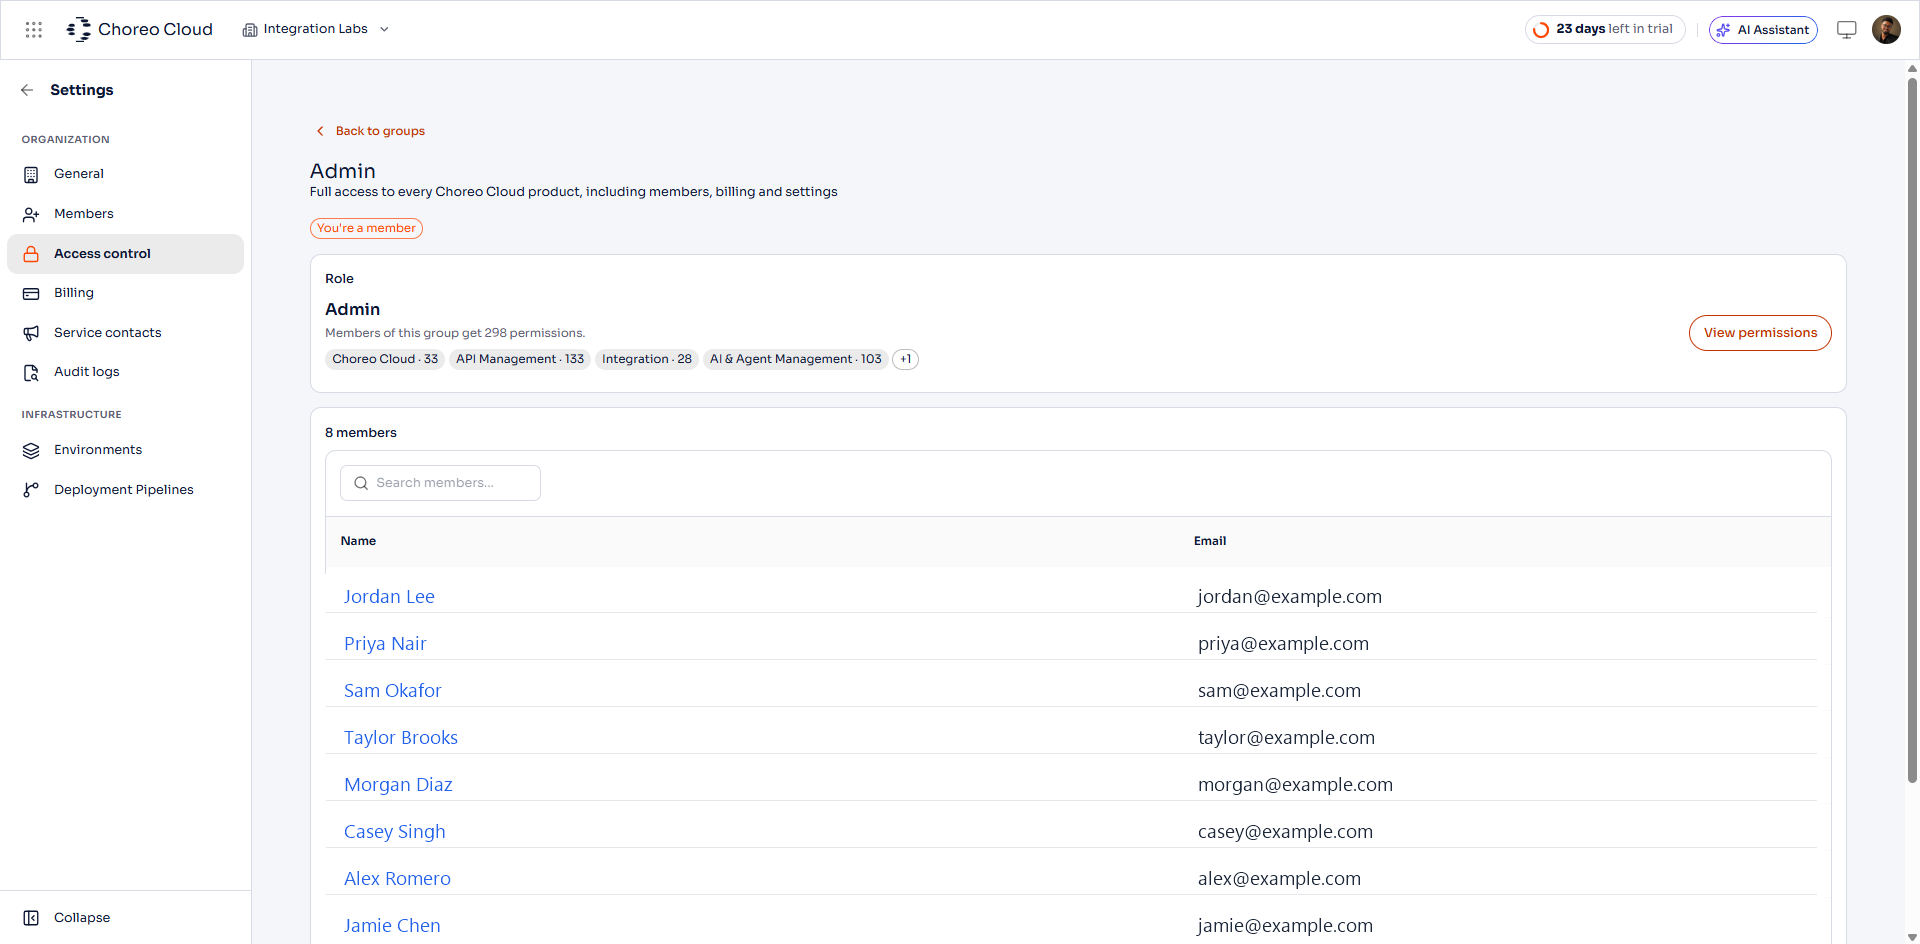 Choreo Cloud
Integration Labs
23 days left in trial
AI Assistant
Settings
ORGANIZATION
General
Members
Access control
Billing
Service contacts
Audit logs
INFRASTRUCTURE
Environments
Deployment Pipelines
Collapse
Back to groups
Admin
Full access to every Choreo Cloud product, including members, billing and settings
You're a member
Role
Admin
Members of this group get 298 permissions.
Choreo Cloud · 33 API Management · 133 Integration · 28 AI & Agent Management · 103 +1
View permissions
8 members
Search members...
Name Email
Jordan Lee jordan@example.com
Priya Nair priya@example.com
Sam Okafor sam@example.com
Taylor Brooks taylor@example.com
Morgan Diaz morgan@example.com
Casey Singh casey@example.com
Alex Romero alex@example.com
Jamie Chen jamie@example.com